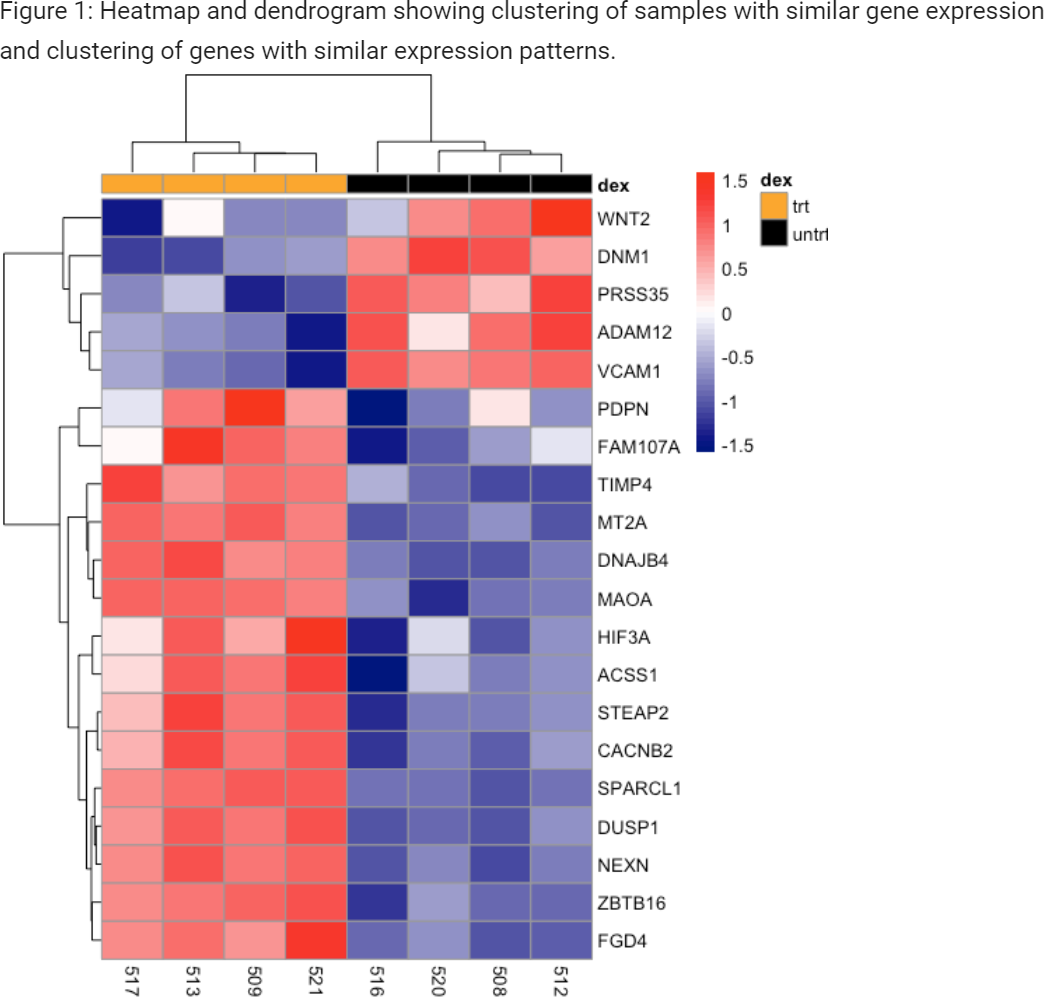 Figure 1: Heatmap and dendrogram showing clustering of samples with similar gene expression
and clustering of genes with similar expression patterns.
dex
WNT2
DNM1
PRSS35
ADAM12
VCAM1
PDPN
FAM107A
TIMP4
MT2A
DNAJB4
MAOA
HIF3A
ACSS1
STEAP2
CACNB2
SPARCL1
DUSP1
NEXN
ZBTB16
FGD4
517
513
509
521
516
520
508
512
1.5
1
0.5
0
-0.5
-1
-1.5
dex
trt
untrt